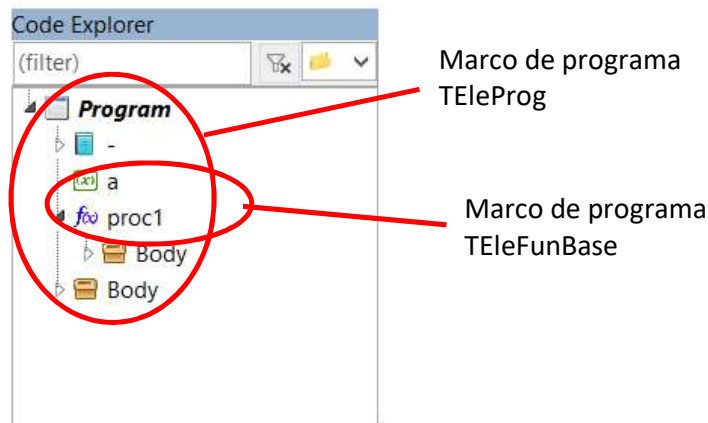 Code Explorer
(filter)
Marco de programa
TEleProg
Program
-
(x) a
f(x) proc1
Body
Body
Marco de programa
TEleFunBase